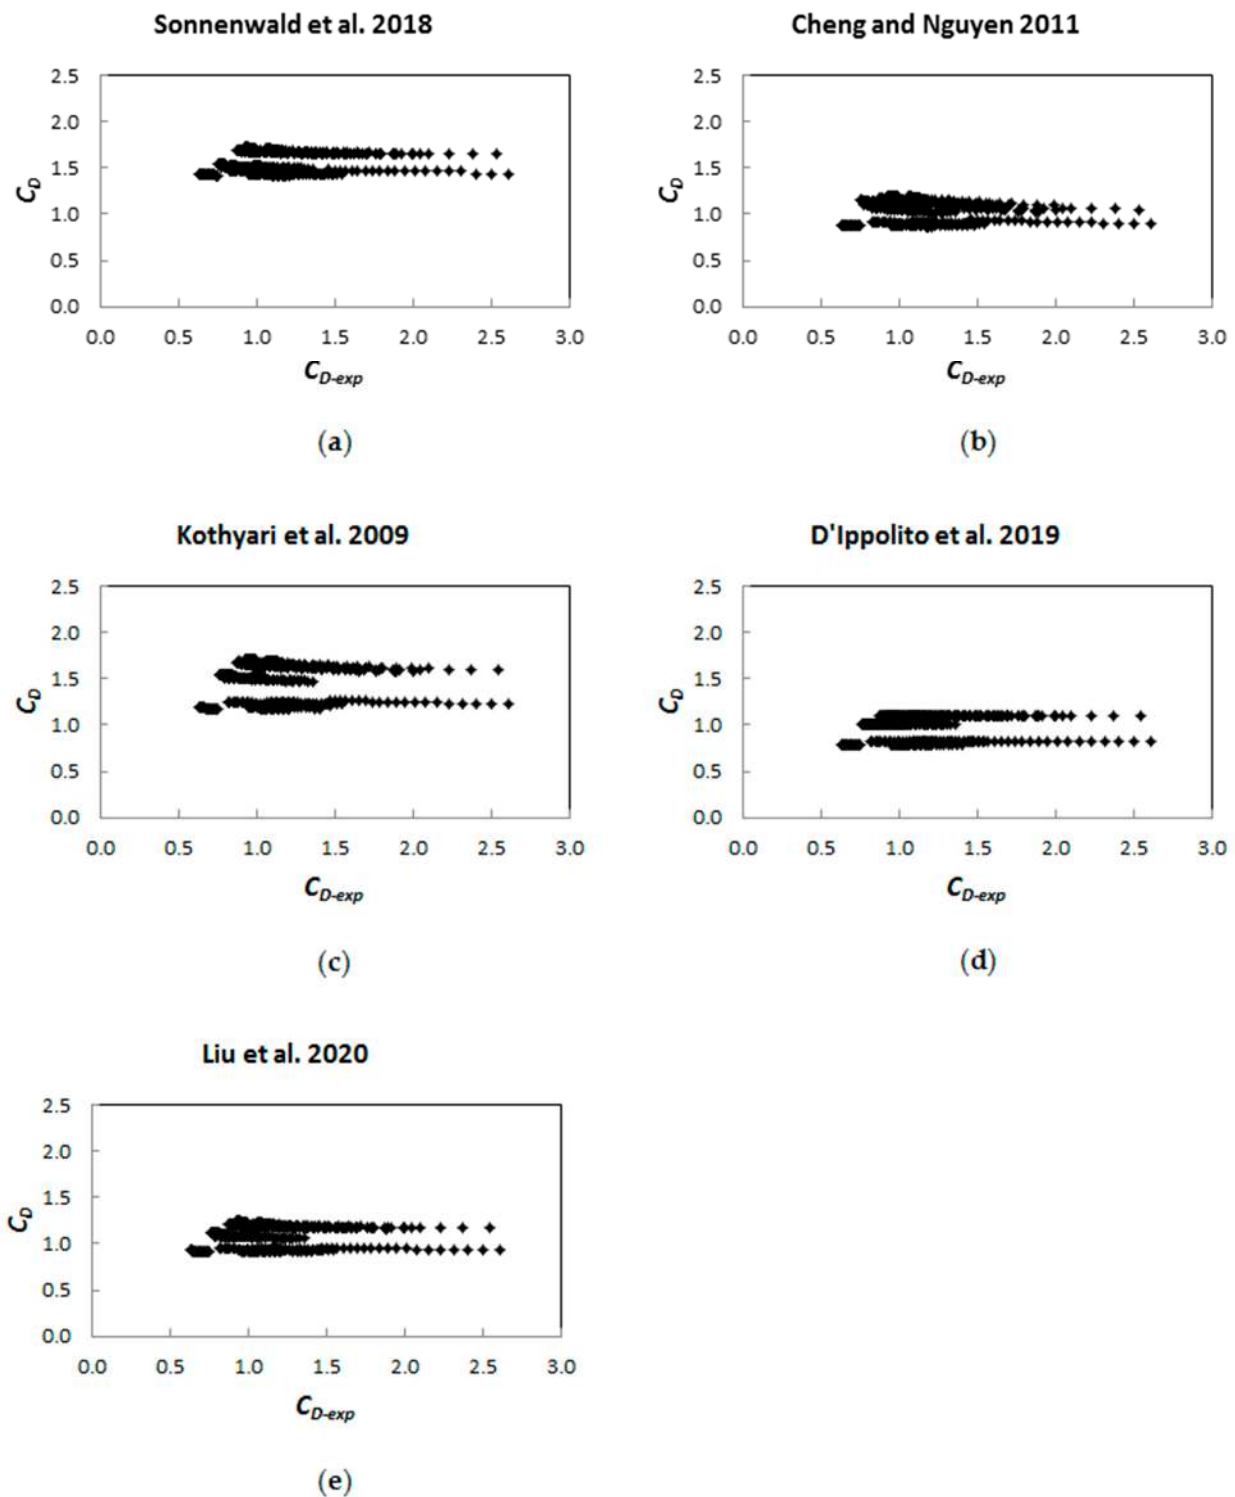 Sonnenwald et al. 2018
2.5
2.0
1.5
1.0
0.5
0.0
C_D
0.0 0.5 1.0 1.5 2.0 2.5 3.0
C_D-exp
(a)
Cheng and Nguyen 2011
2.5
2.0
1.5
1.0
0.5
0.0
C_D
0.0 0.5 1.0 1.5 2.0 2.5 3.0
C_D-exp
(b)
Kothyari et al. 2009
2.5
2.0
1.5
1.0
0.5
0.0
C_D
0.0 0.5 1.0 1.5 2.0 2.5 3.0
C_D-exp
(c)
D'Ippolito et al. 2019
2.5
2.0
1.5
1.0
0.5
0.0
C_D
0.0 0.5 1.0 1.5 2.0 2.5 3.0
C_D-exp
(d)
Liu et al. 2020
2.5
2.0
1.5
1.0
0.5
0.0
C_D
0.0 0.5 1.0 1.5 2.0 2.5 3.0
C_D-exp
(e)